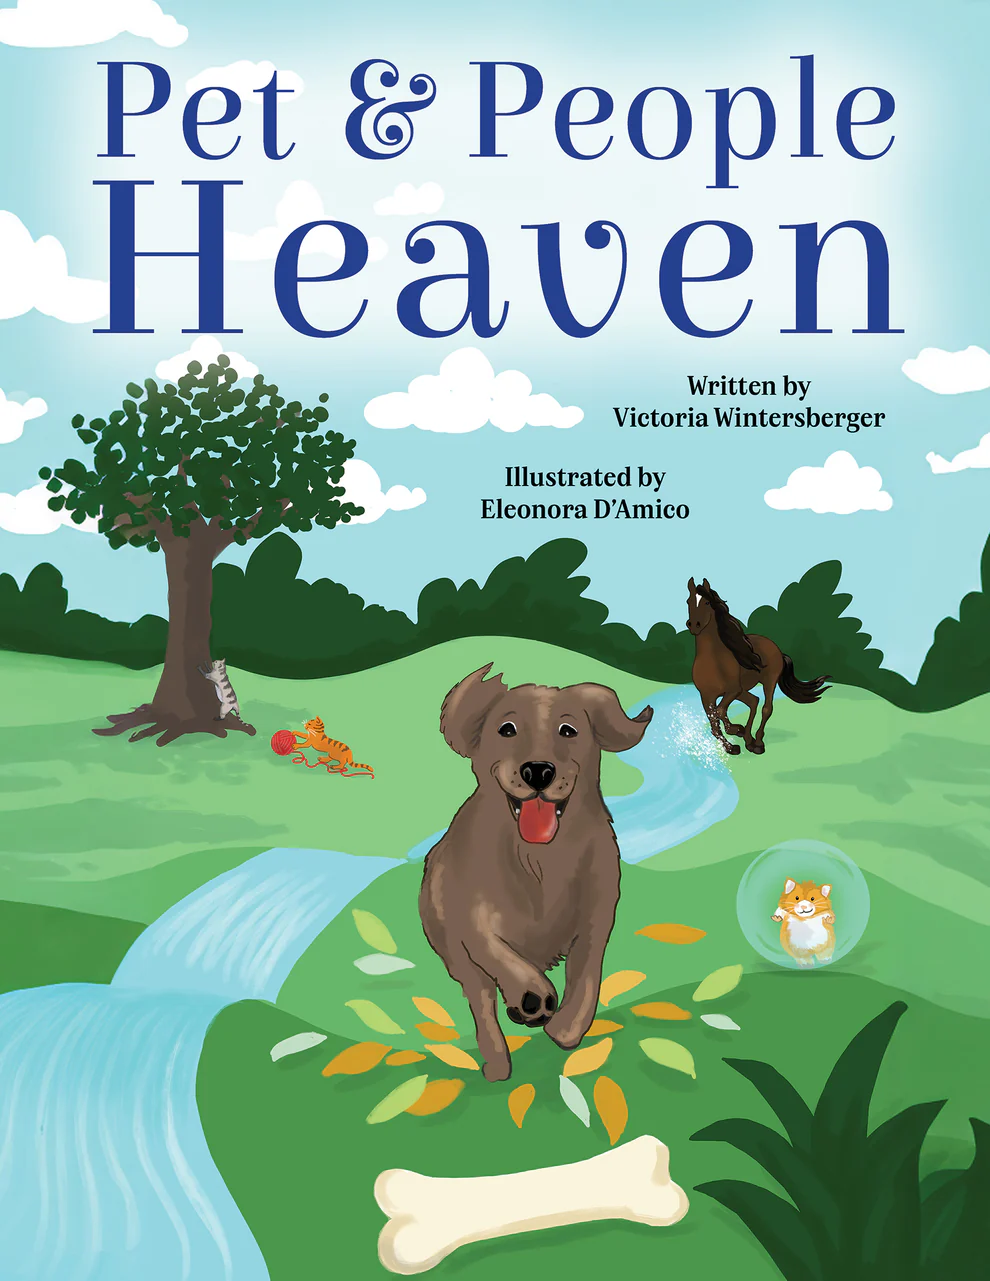 Pet & People
Heaven
Written by
Victoria Wintersberger
Illustrated by
Eleonora D'Amico